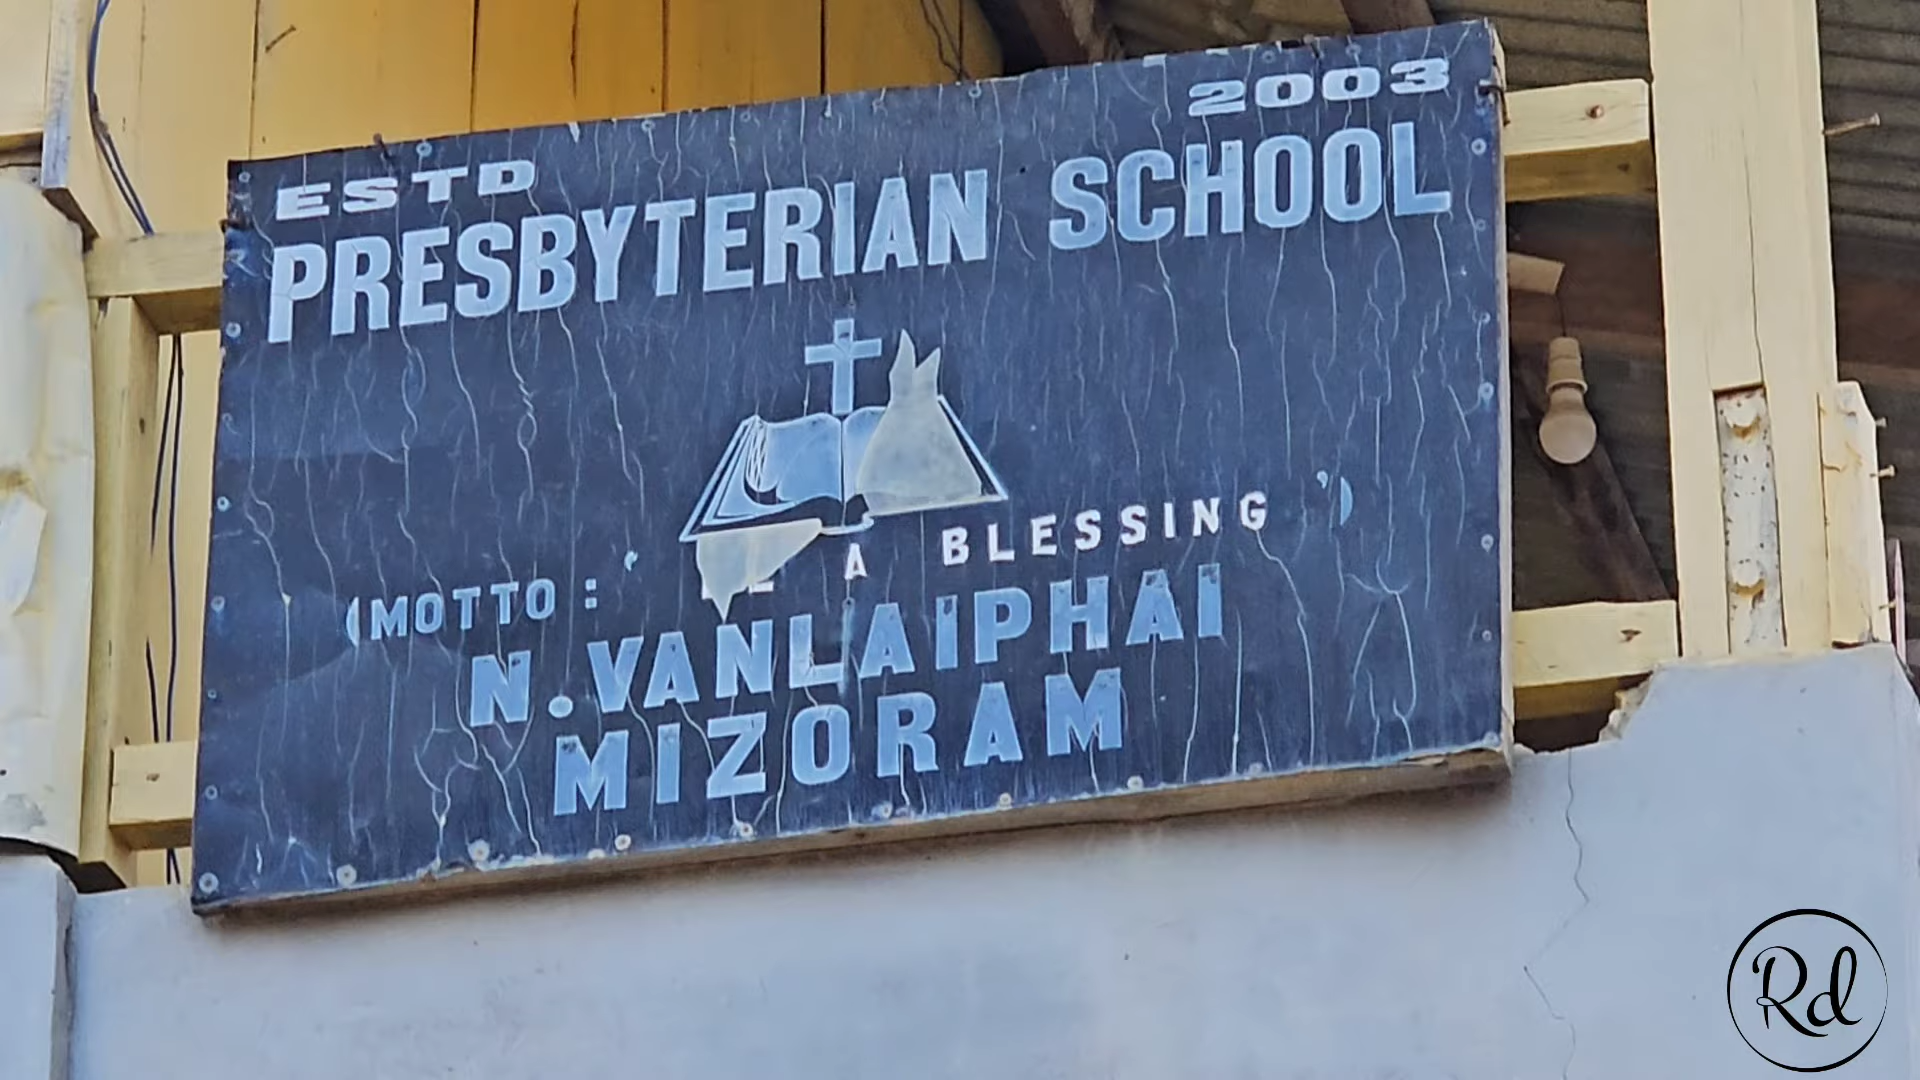 ESTD 2003
PRESBYTERIAN SCHOOL
(MOTTO : ' A BLESSING ')
N.VANLAIPHAI
MIZORAM
Rd